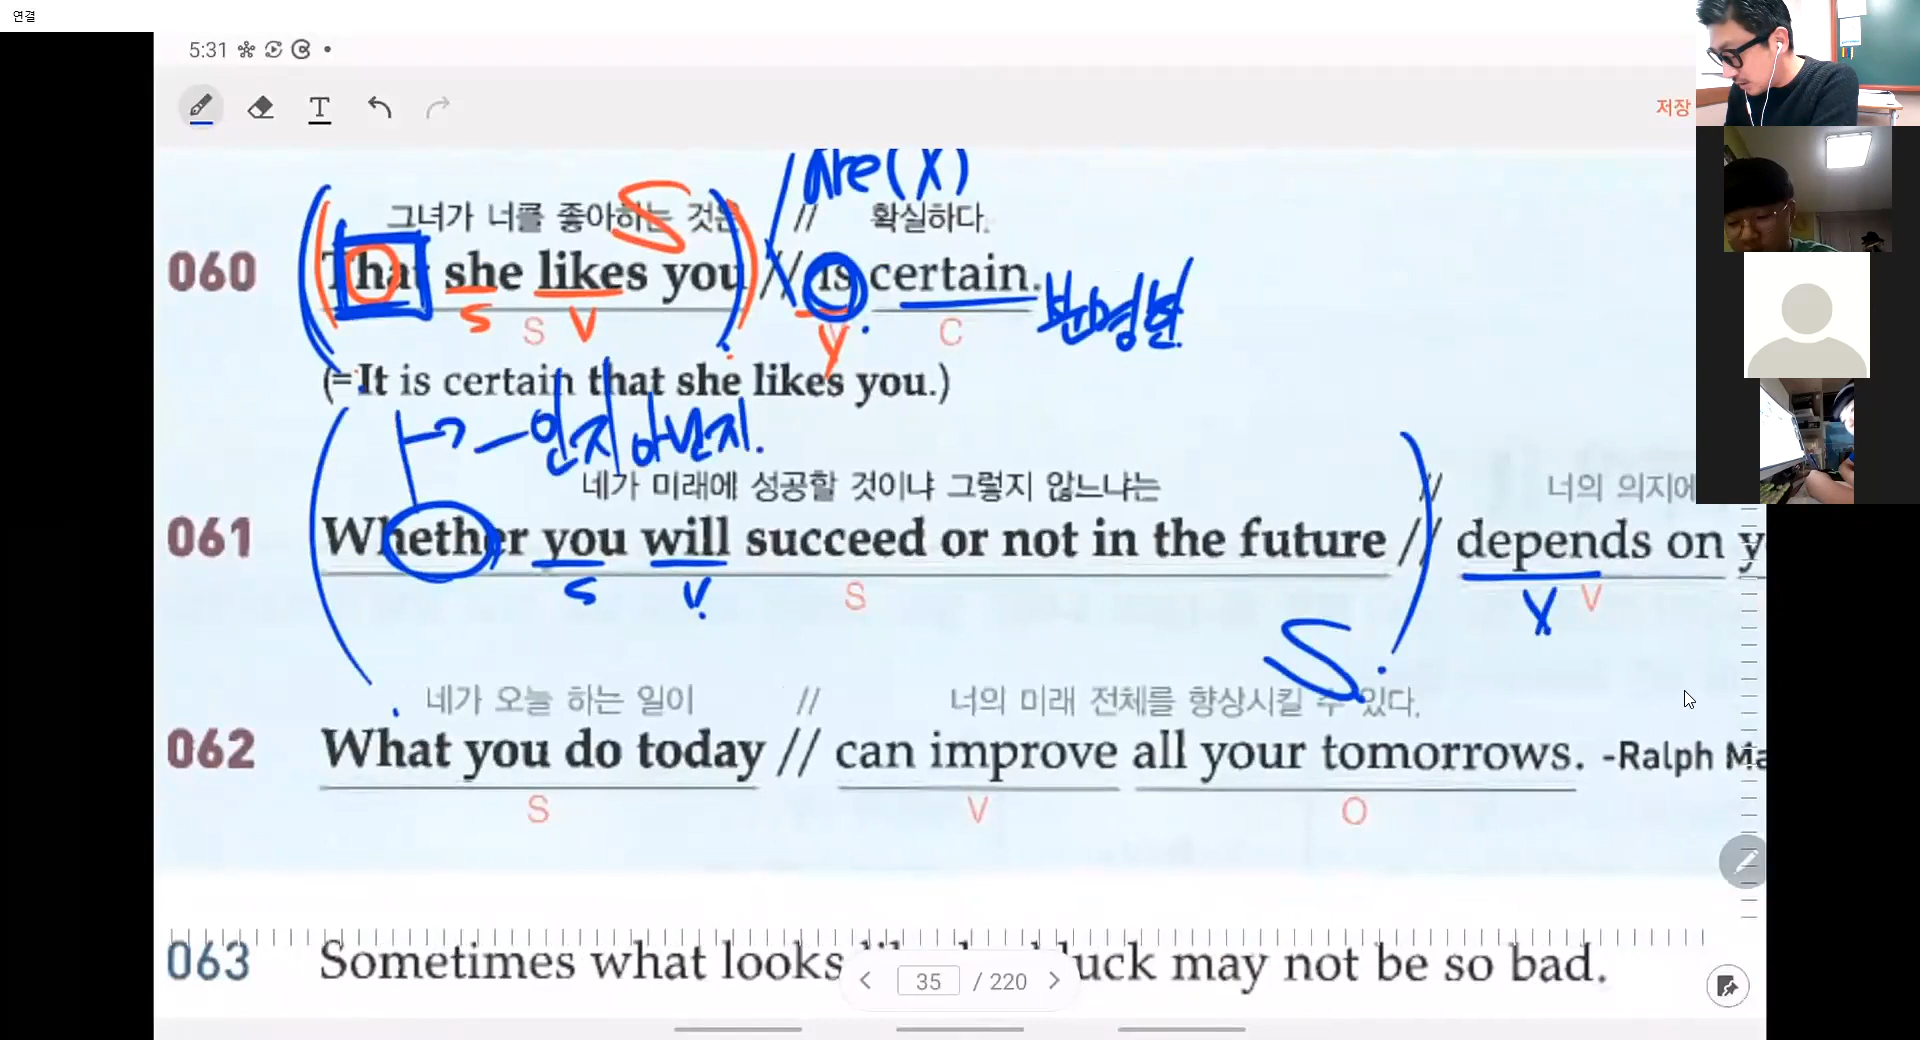 연결
5:31
T
저장
are(X)
그녀가 너를 좋아하는 것은 // 확실하다.
060 That she likes you // is certain. 분명한
S V S V C
(=It is certain that she likes you.)
~인지 아닌지.
네가 미래에 성공할 것이냐 그렇지 않느냐는 // 너의 의지에
061 Whether you will succeed or not in the future // depends on y
S V S V V
S.
네가 오늘 하는 일이 // 너의 미래 전체를 향상시킬 수 있다.
062 What you do today // can improve all your tomorrows. -Ralph Ma
S V O
063 Sometimes what looks luck may not be so bad.
35 / 220